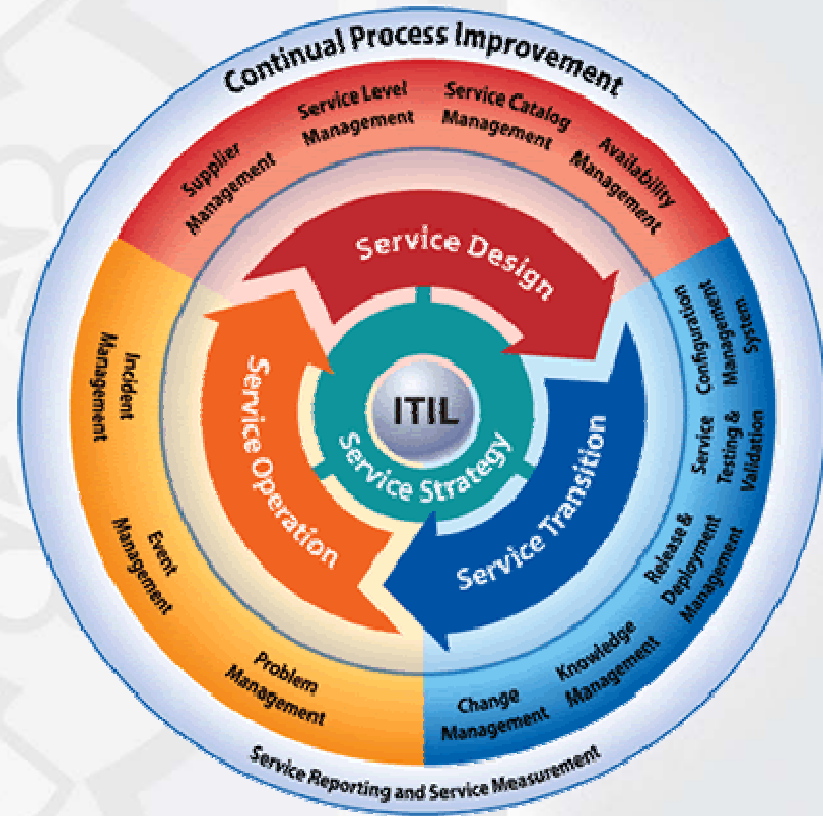 Continual Process Improvement
Supplier
Management
Service Level
Management
Service Catalog
Management
Availability
Management
Configuration
Management
System
Service
Testing &
Validation
Release &
Deployment
Management
Knowledge
Management
Change
Management
Problem
Management
Event
Management
Incident
Management
Service Design
Service Transition
Service Operation
Service Strategy
ITIL
Service Reporting and Service Measurement